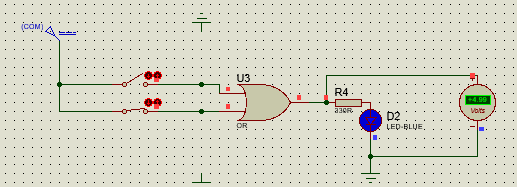 (COM)
U3
R4
330R
D2
LED-BLUE
+4.99
Volts
OR